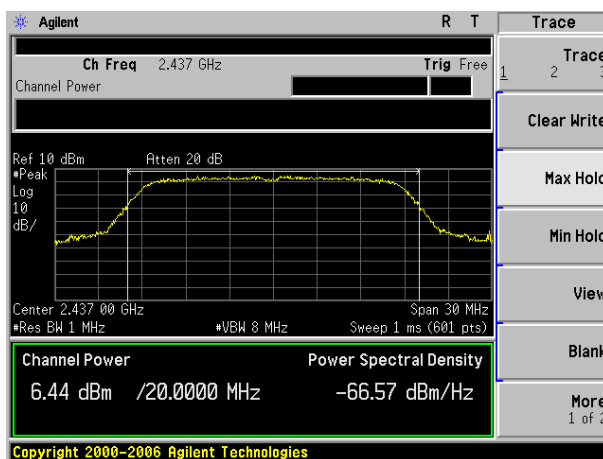 Agilent R T Trace
Ch Freq 2.437 GHz Trig Free
Channel Power
Trace
1 2 3
Clear Write
Max Hold
Min Hold
View
Blank
More
1 of 2
Ref 10 dBm Atten 20 dB
#Peak
Log
10
dB/
Center 2.437 00 GHz Span 30 MHz
#Res BW 1 MHz #VBW 8 MHz Sweep 1 ms (601 pts)
Channel Power Power Spectral Density
6.44 dBm /20.0000 MHz -66.57 dBm/Hz
Copyright 2000-2006 Agilent Technologies